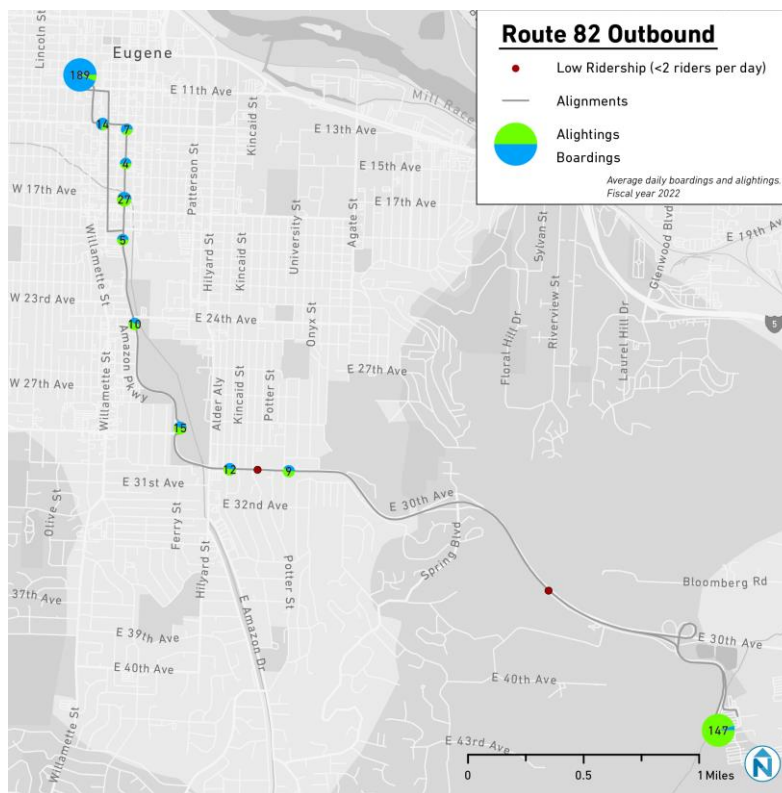 Route 82 Outbound
Low Ridership (<2 riders per day)
Alignments
Alightings
Boardings
Average daily boardings and alightings.
Fiscal year 2022
Lincoln St
Eugene
189
E 11th Ave
Mill Race
Kincaid St
14
7
E 13th Ave
4
E 15th Ave
Patterson St
W 17th Ave
27
E 17th Ave
5
Willamette St
Hilyard St
Kincaid St
University St
Agate St
Sylvan St
Riverview St
Glenwood Blvd
E 19th Ave
W 23rd Ave
10
E 24th Ave
Onyx St
Floral Hill Dr
Laurel Hill Dr
5
Amazon Pkwy
Willamette St
W 27th Ave
E 27th Ave
Alder Aly
Kincaid St
Potter St
15
12
9
E 31st Ave
E 32nd Ave
E 30th Ave
Olive St
Ferry St
Hilyard St
Potter St
Spring Blvd
Bloomberg Rd
37th Ave
E Amazon Dr
E 39th Ave
E 30th Ave
E 40th Ave
E 40th Ave
Willamette St
E 43rd Ave
147
0
0.5
1 Miles
N